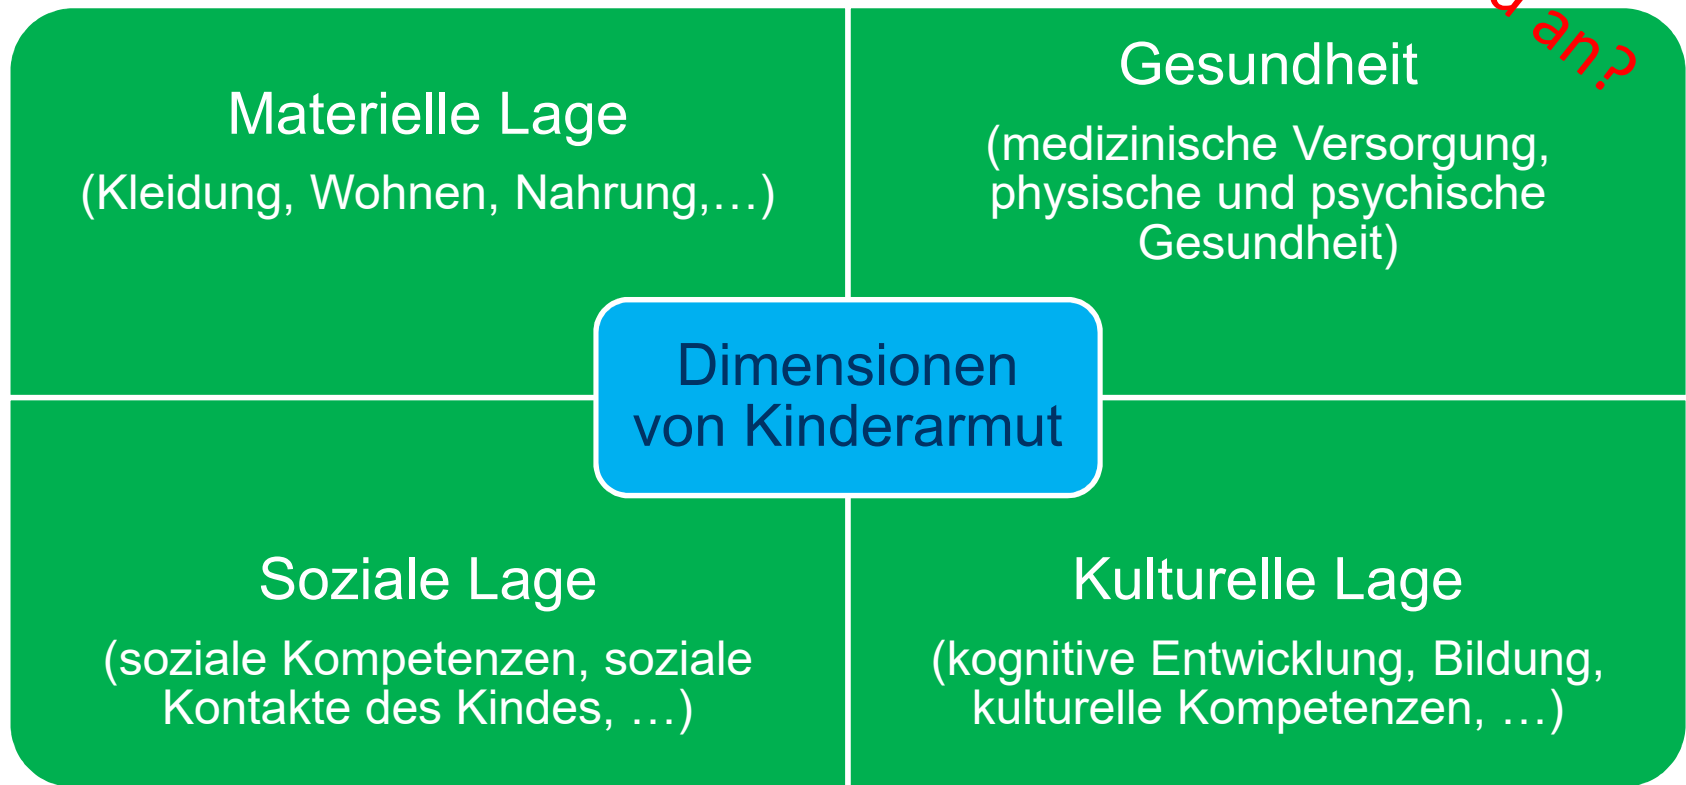 Materielle Lage
(Kleidung, Wohnen, Nahrung,…)
Gesundheit
(medizinische Versorgung,
physische und psychische
Gesundheit)
an?
Dimensionen
von Kinderarmut
Soziale Lage
(soziale Kompetenzen, soziale
Kontakte des Kindes, …)
Kulturelle Lage
(kognitive Entwicklung, Bildung,
kulturelle Kompetenzen, …)